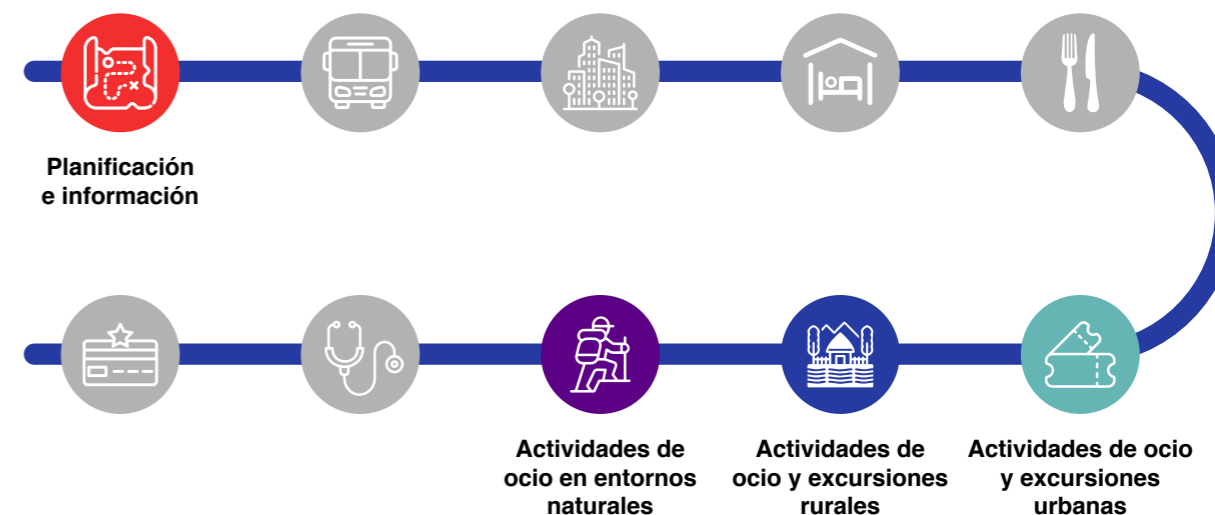 Planificación
e información
Actividades de
ocio en entornos
naturales
Actividades de
ocio y excursiones
rurales
Actividades de ocio
y excursiones
urbanas